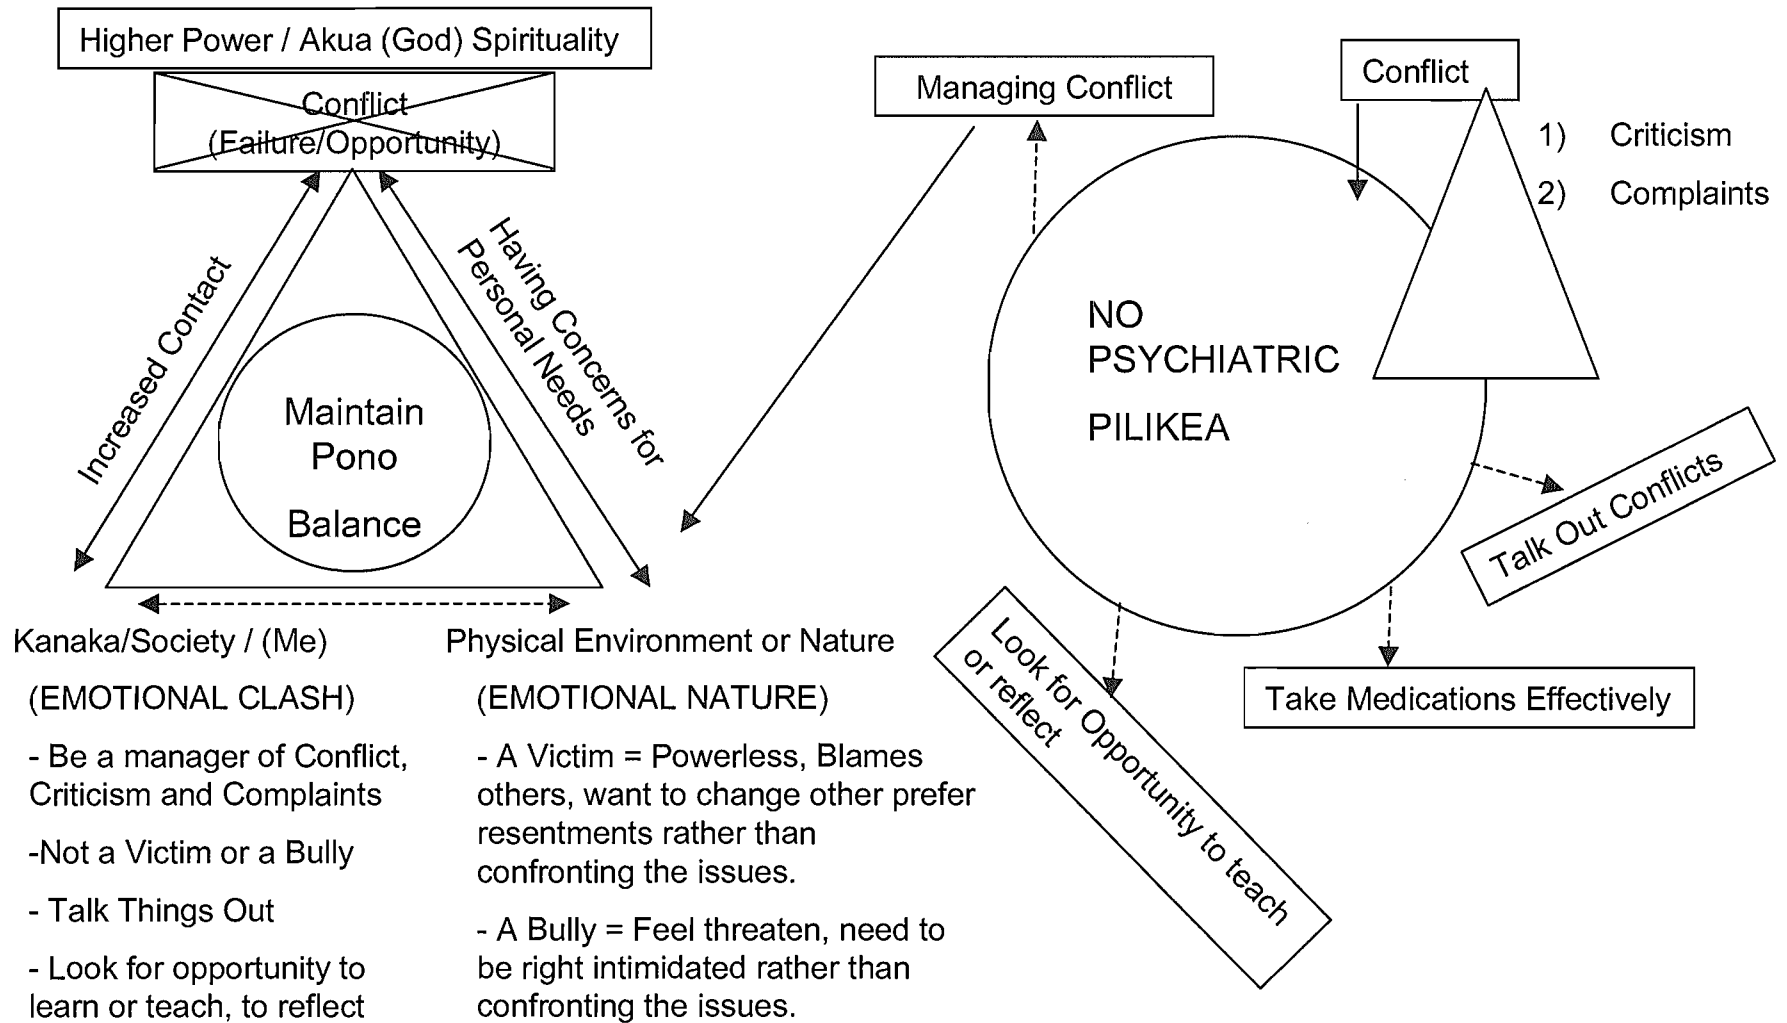 Higher Power / Akua (God) Spirituality
Conflict
(Failure/Opportunity)
Increased Contact
Having Concerns for
Personal Needs
Maintain
Pono
Balance
Kanaka/Society / (Me)
(EMOTIONAL CLASH)
- Be a manager of Conflict,
Criticism and Complaints
-Not a Victim or a Bully
- Talk Things Out
- Look for opportunity to
learn or teach, to reflect
Physical Environment or Nature
(EMOTIONAL NATURE)
- A Victim = Powerless, Blames
others, want to change other prefer
resentments rather than
confronting the issues.
- A Bully = Feel threaten, need to
be right intimidated rather than
confronting the issues.
Managing Conflict
Conflict
1) Criticism
2) Complaints
NO
PSYCHIATRIC
PILIKEA
Talk Out Conflicts
Take Medications Effectively
Look for Opportunity to teach
or reflect